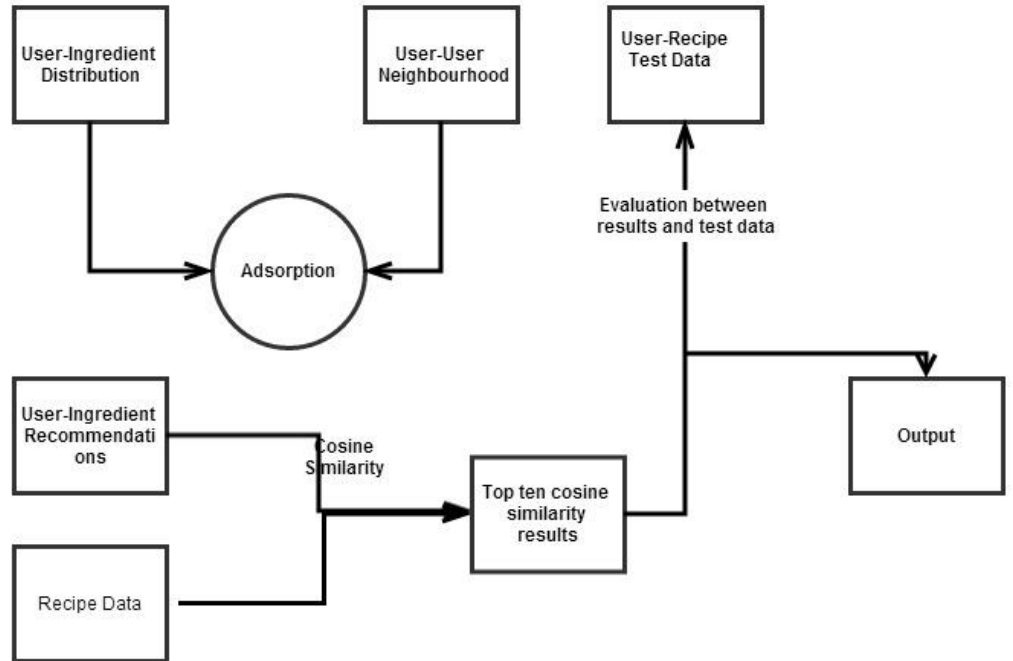 User-Ingredient
Distribution
User-User
Neighbourhood
User-Recipe
Test Data
Evaluation between
results and test data
Adsorption
User-Ingredient
Recommendati
ons
Cosine
Similarity
Output
Top ten cosine
similarity
results
Recipe Data